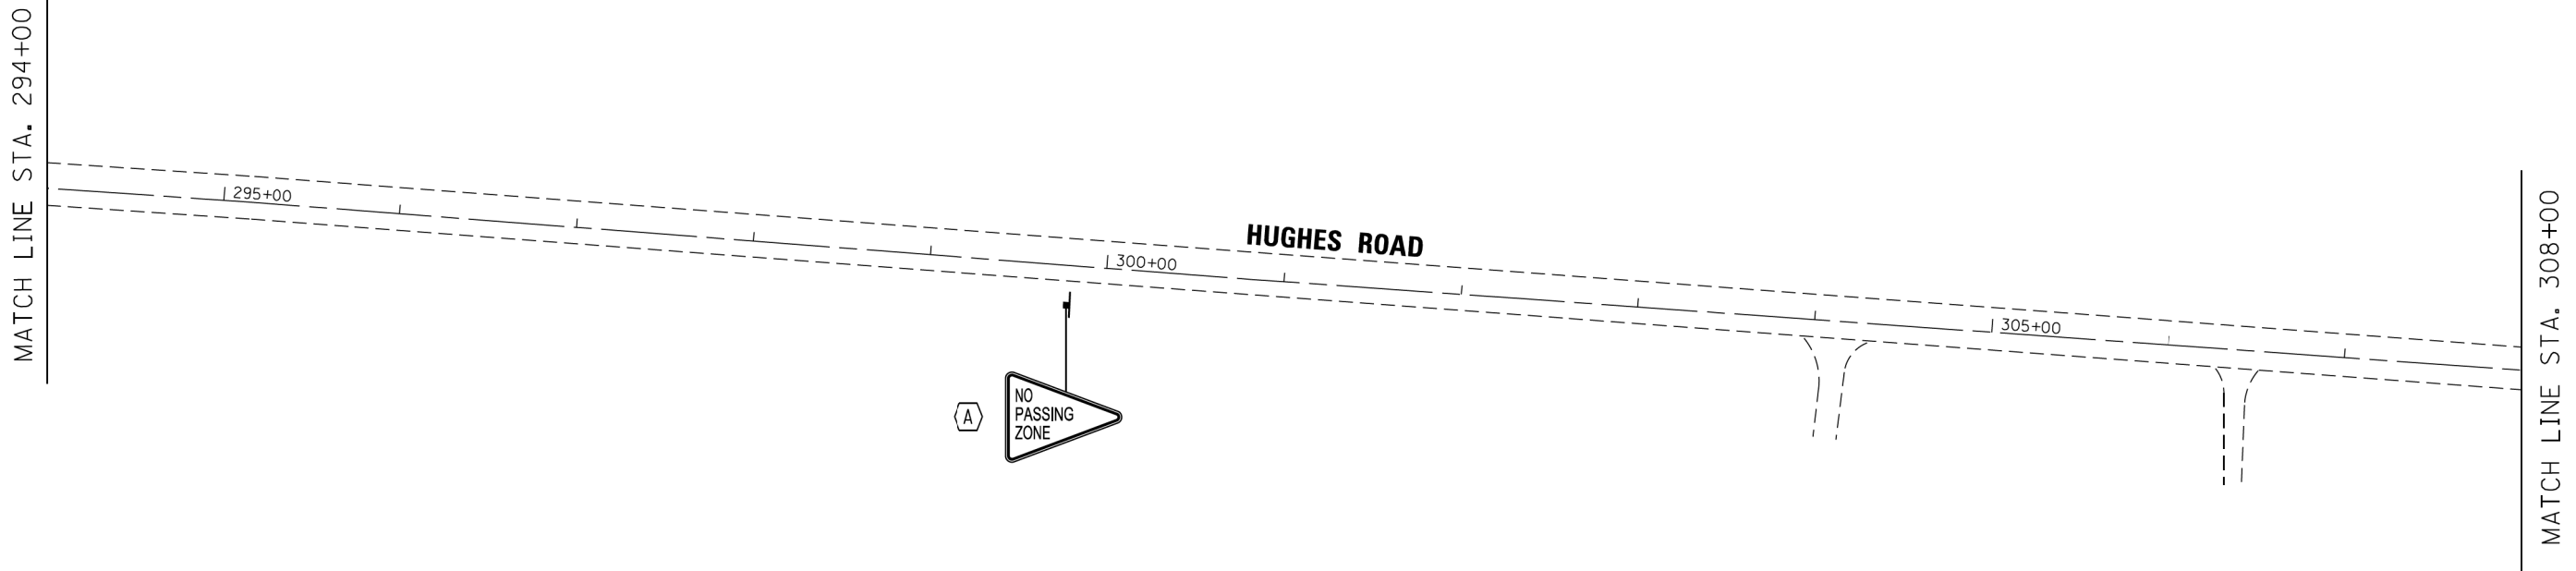 MATCH LINE STA. 294+00
295+00
300+00
HUGHES ROAD
305+00
MATCH LINE STA. 308+00
A
NO
PASSING
ZONE